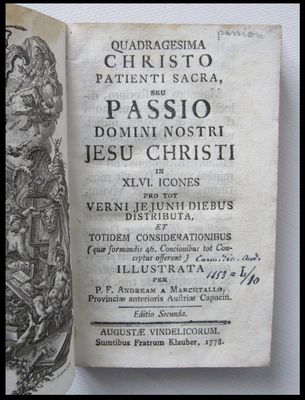 passion
QUADRAGESIMA
CHRISTO
PATIENTI SACRA,
SEU
PASSIO
DOMINI NOSTRI
JESU CHRISTI
IN
XLVI. ICONES
PRO TOT
VERNI JEJUNII DIEBUS
DISTRIBUTA,
ET
TOTIDEM CONSIDERATIONIBUS
(quæ formandis 46. Concionibus tot Con-
ceptus offerunt)
ILLUSTRATA
PER
P. F. ANDREAM A MARCHTALLO,
Provinciæ anterioris Austriæ Capucin.
Editio Secunda.
AUGUSTÆ VINDELICORUM.
Sumtibus Fratrum Klauber, 1778.